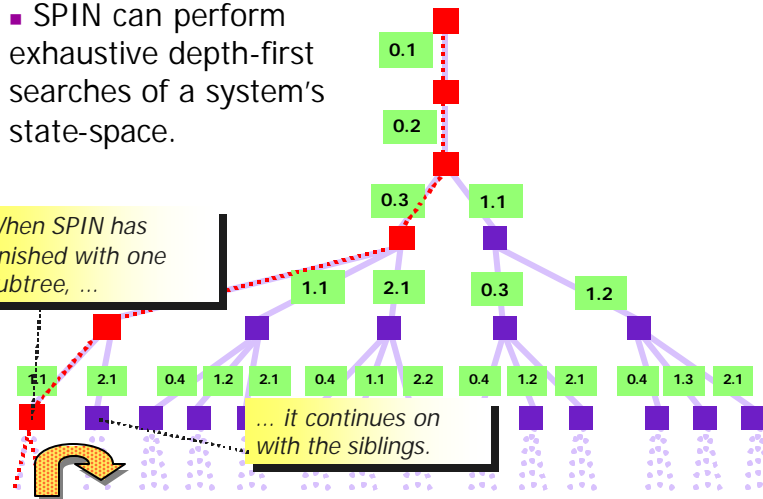 ▪ SPIN can perform
exhaustive depth-first
searches of a system's
state-space.
0.1
0.2
0.3
1.1
hen SPIN has
nished with one
ubtree, ...
1.1
2.1
0.3
1.2
1.1
2.1
0.4
1.2
2.1
0.4
1.1
2.2
0.4
1.2
2.1
0.4
1.3
2.1
... it continues on
with the siblings.